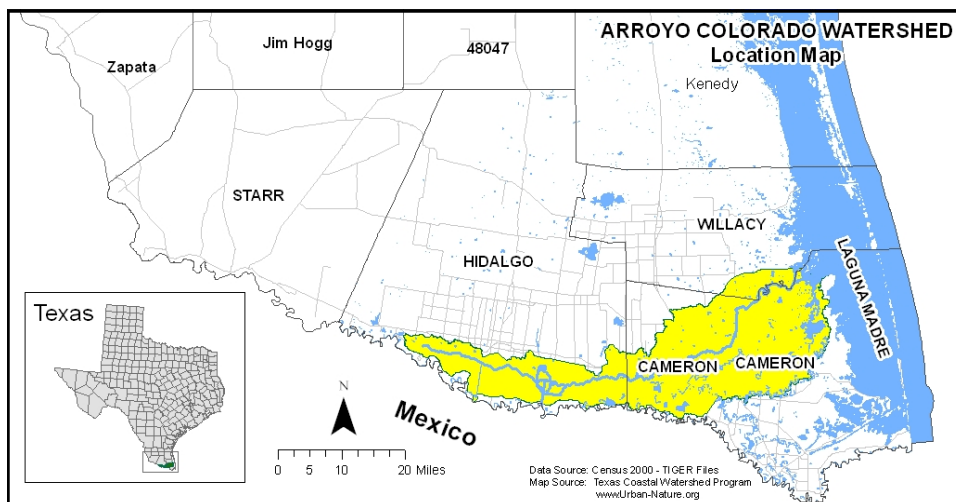 ARROYO COLORADO WATERSHED
Location Map
Jim Hogg
48047
Zapata
Kenedy
STARR
WILLACY
HIDALGO
LAGUNA MADRE
Texas
CAMERON
CAMERON
N
Mexico
0 5 10 20 Miles
Data Source: Census 2000 - TIGER Files
Map Source: Texas Coastal Watershed Program
www.Urban-Nature.org